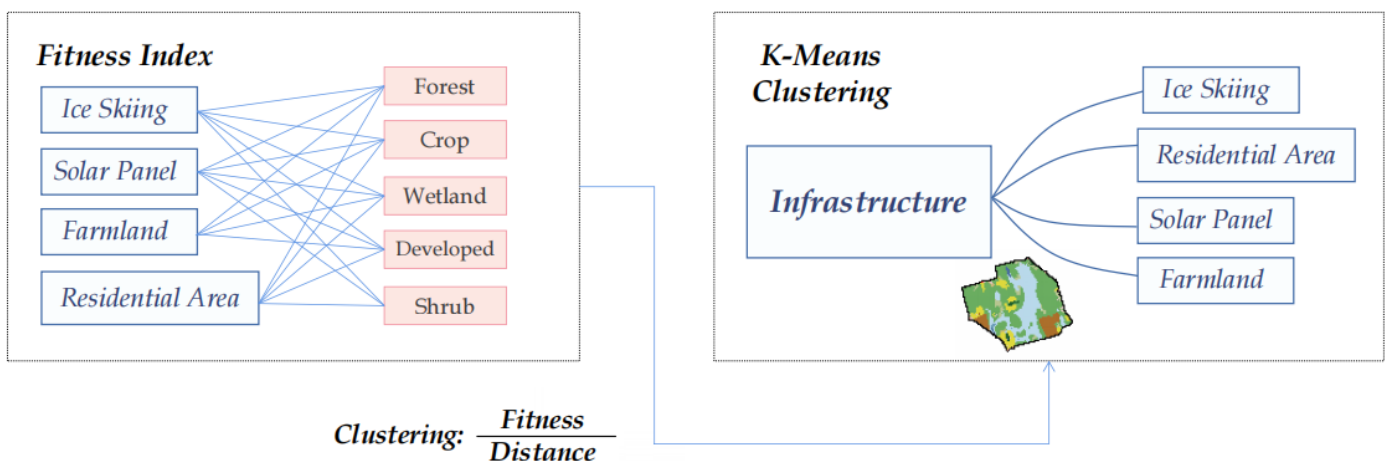 Fitness Index
Ice Skiing
Solar Panel
Farmland
Residential Area
Forest
Crop
Wetland
Developed
Shrub
K-Means
Clustering
Infrastructure
Ice Skiing
Residential Area
Solar Panel
Farmland
Clustering: Fitness
Distance